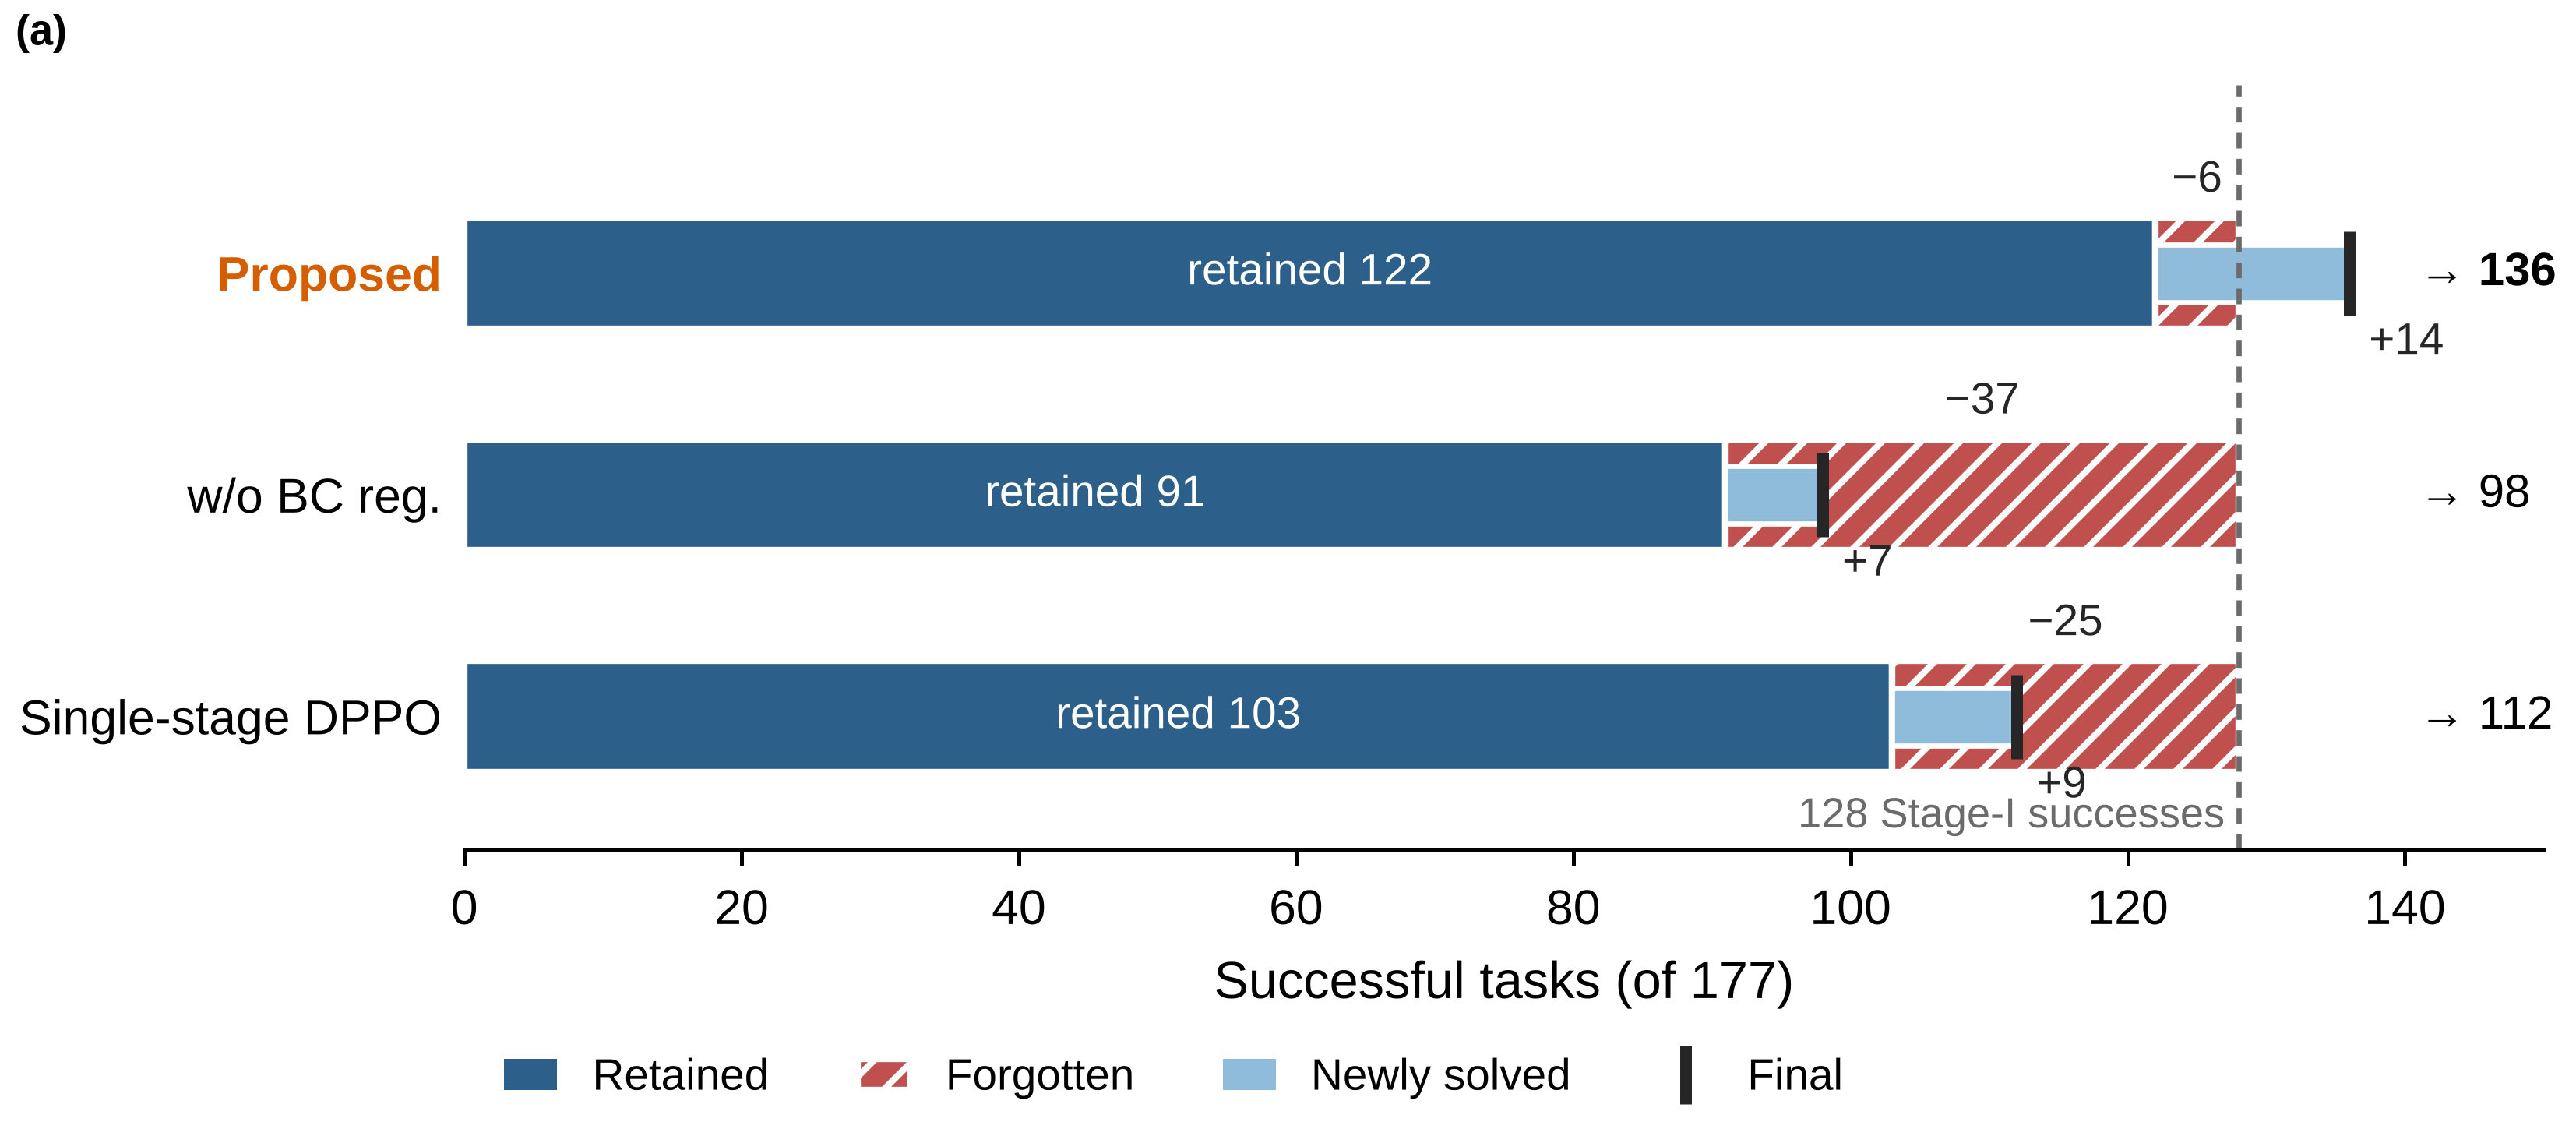 (a)
−6
Proposed
retained 122
→ 136
+14
−37
w/o BC reg.
retained 91
→ 98
+7
−25
Single-stage DPPO
retained 103
→ 112
+9
128 Stage-I successes
0 20 40 60 80 100 120 140
Successful tasks (of 177)
Retained Forgotten Newly solved Final